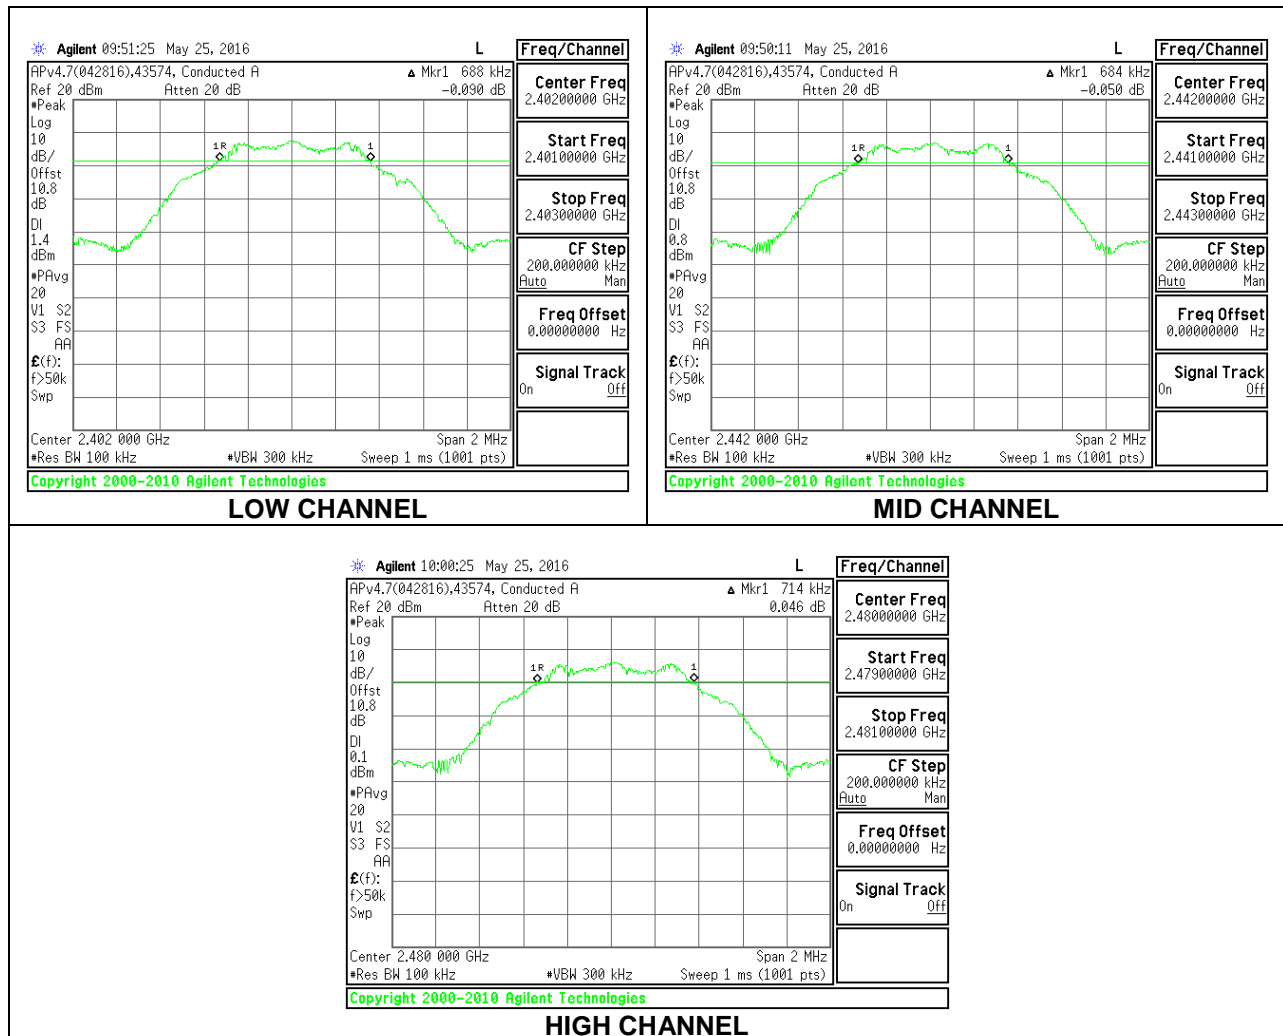 Agilent 09:51:25 May 25, 2016 L
Freq/Channel
APv4.7(042816),43574, Conducted A ▵ Mkr1 688 kHz
Ref 20 dBm Atten 20 dB -0.090 dB
#Peak
Log
10
dB/
Offst
10.8
dB
DI
1.4
dBm
#PAvg
20
V1 S2
S3 FS
AA
£(f):
f>50k
Swp
1R
1
Center 2.402 000 GHz Span 2 MHz
#Res BW 100 kHz #VBW 300 kHz Sweep 1 ms (1001 pts)
Center Freq
2.40200000 GHz
Start Freq
2.40100000 GHz
Stop Freq
2.40300000 GHz
CF Step
200.000000 kHz
Auto Man
Freq Offset
0.00000000 Hz
Signal Track
On Off
Copyright 2000-2010 Agilent Technologies
LOW CHANNEL
Agilent 09:50:11 May 25, 2016 L
Freq/Channel
APv4.7(042816),43574, Conducted A ▵ Mkr1 684 kHz
Ref 20 dBm Atten 20 dB -0.050 dB
#Peak
Log
10
dB/
Offst
10.8
dB
DI
0.8
dBm
#PAvg
20
V1 S2
S3 FS
AA
£(f):
f>50k
Swp
1R
1
Center 2.442 000 GHz Span 2 MHz
#Res BW 100 kHz #VBW 300 kHz Sweep 1 ms (1001 pts)
Center Freq
2.44200000 GHz
Start Freq
2.44100000 GHz
Stop Freq
2.44300000 GHz
CF Step
200.000000 kHz
Auto Man
Freq Offset
0.00000000 Hz
Signal Track
On Off
Copyright 2000-2010 Agilent Technologies
MID CHANNEL
Agilent 10:00:25 May 25, 2016 L
Freq/Channel
APv4.7(042816),43574, Conducted A ▵ Mkr1 714 kHz
Ref 20 dBm Atten 20 dB 0.046 dB
#Peak
Log
10
dB/
Offst
10.8
dB
DI
0.1
dBm
#PAvg
20
V1 S2
S3 FS
AA
£(f):
f>50k
Swp
1R
1
Center 2.480 000 GHz Span 2 MHz
#Res BW 100 kHz #VBW 300 kHz Sweep 1 ms (1001 pts)
Center Freq
2.48000000 GHz
Start Freq
2.47900000 GHz
Stop Freq
2.48100000 GHz
CF Step
200.000000 kHz
Auto Man
Freq Offset
0.00000000 Hz
Signal Track
On Off
Copyright 2000-2010 Agilent Technologies
HIGH CHANNEL